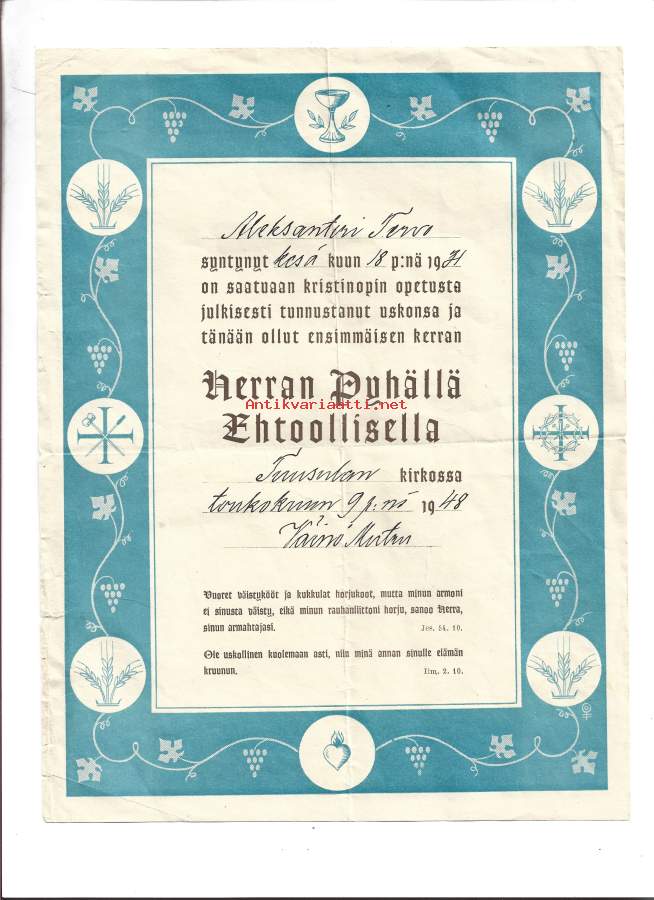 Aleksanteri Tervo
syntynyt kesä kuun 18 p:nä 1931
on saatuaan kristinopin opetusta
julkisesti tunnustanut uskonsa ja
tänään ollut ensimmäisen kerran
Herran Pyhällä
Antikvariaatti.net
Ehtoollisella
Tuusulan kirkossa
toukokuun 9 p:nä 1948
Väinö
Vuoret väistykööt ja kukkulat horjukoot, mutta minun armoni
ei sinusta väisty, eikä minun rauhanliittoni horju, sanoo Herra,
sinun armahtajasi. Jes. 54. 10.
Ole uskollinen kuolemaan asti, niin minä annan sinulle elämän
kruunun. Ilm. 2. 10.